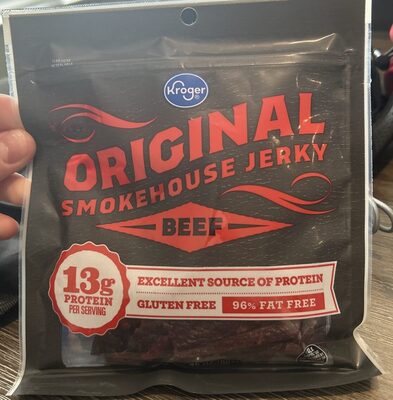 Kroger
ORIGINAL
SMOKEHOUSE JERKY
BEEF
13g
PROTEIN
PER SERVING
EXCELLENT SOURCE OF PROTEIN
GLUTEN FREE 96% FAT FREE